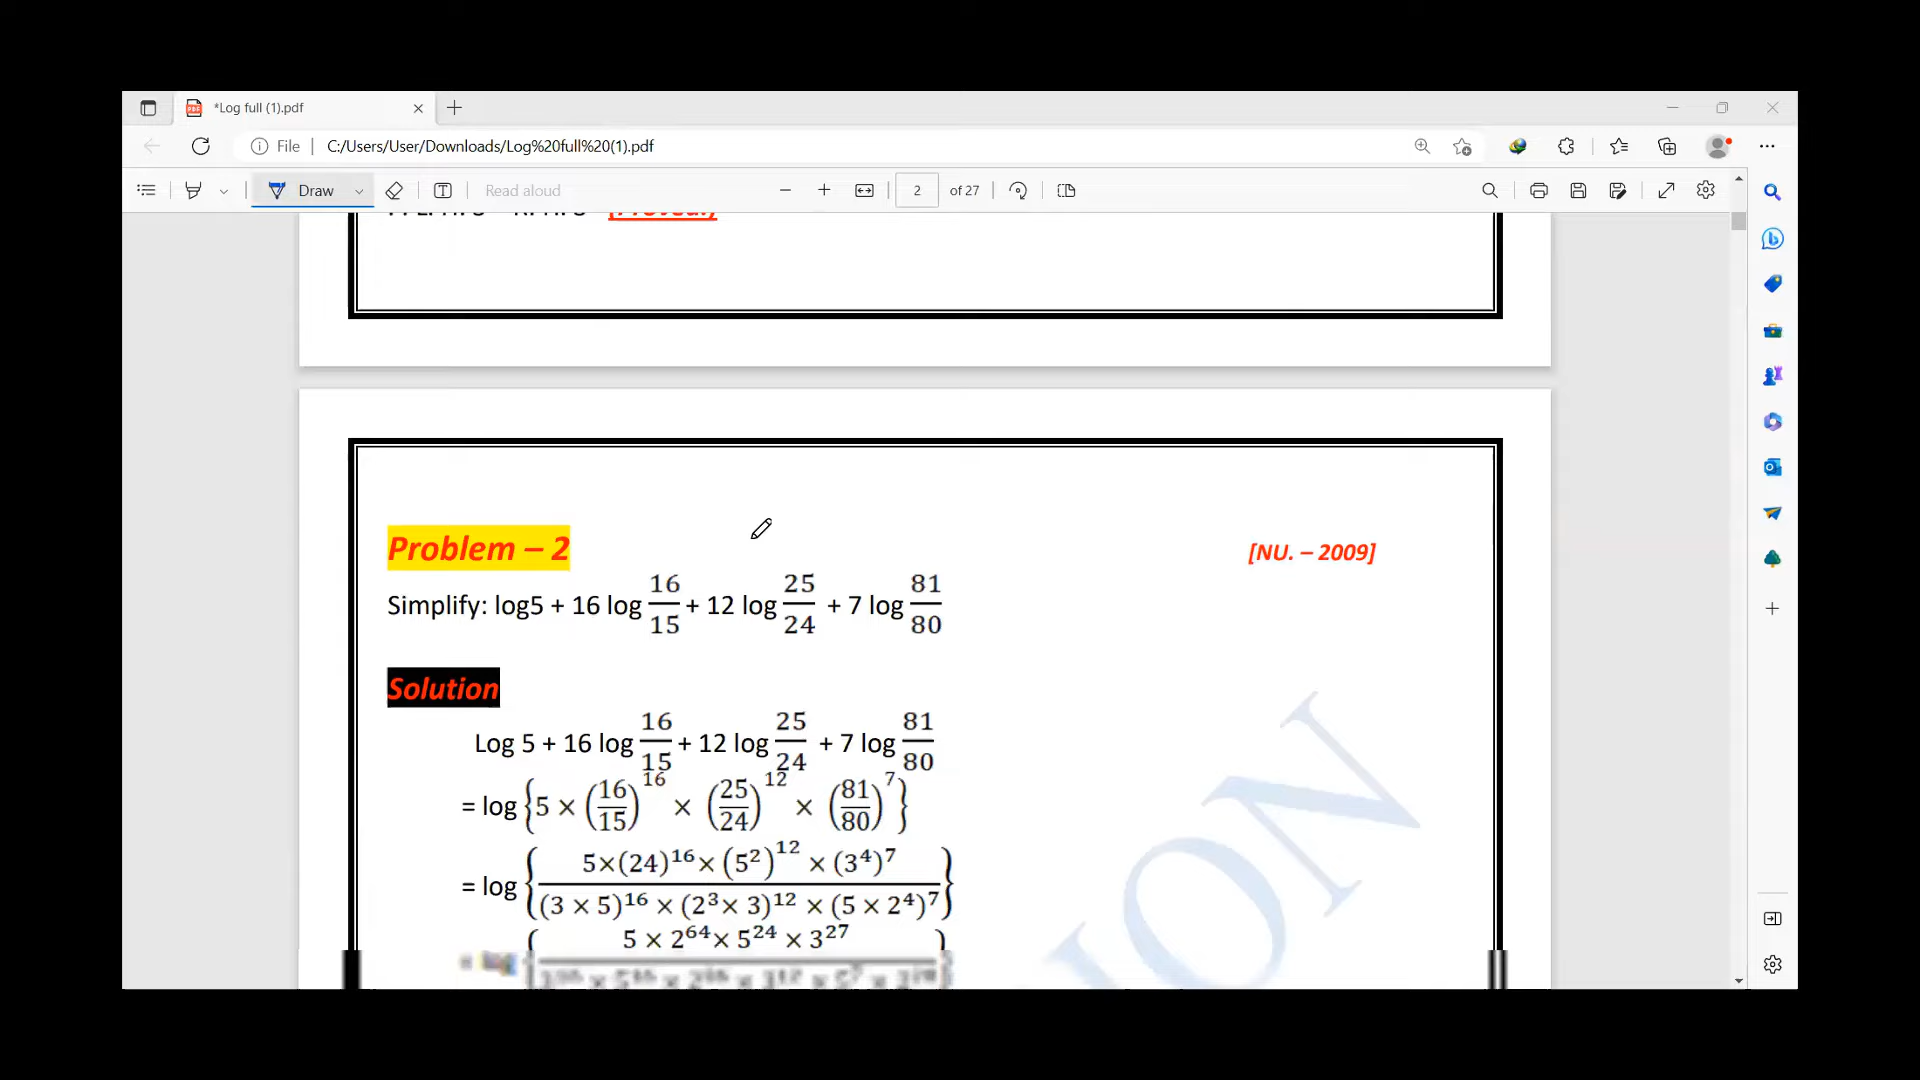 *Log full (1).pdf
File | C:/Users/User/Downloads/Log%20full%20(1).pdf
Draw Read aloud 2 of 27
(Proved)
Problem – 2 [NU. – 2009]
Simplify: log5 + 16 log 16/15 + 12 log 25/24 + 7 log 81/80
Solution
Log 5 + 16 log 16/15 + 12 log 25/24 + 7 log 81/80
= log {5 × (16/15)^16 × (25/24)^12 × (81/80)^7}
= log {5×(24)^16× (5^2)^12 × (3^4)^7 / (3 × 5)^16 × (2^3× 3)^12 × (5 × 2^4)^7}
5 × 2^64× 5^24 × 3^27
ION